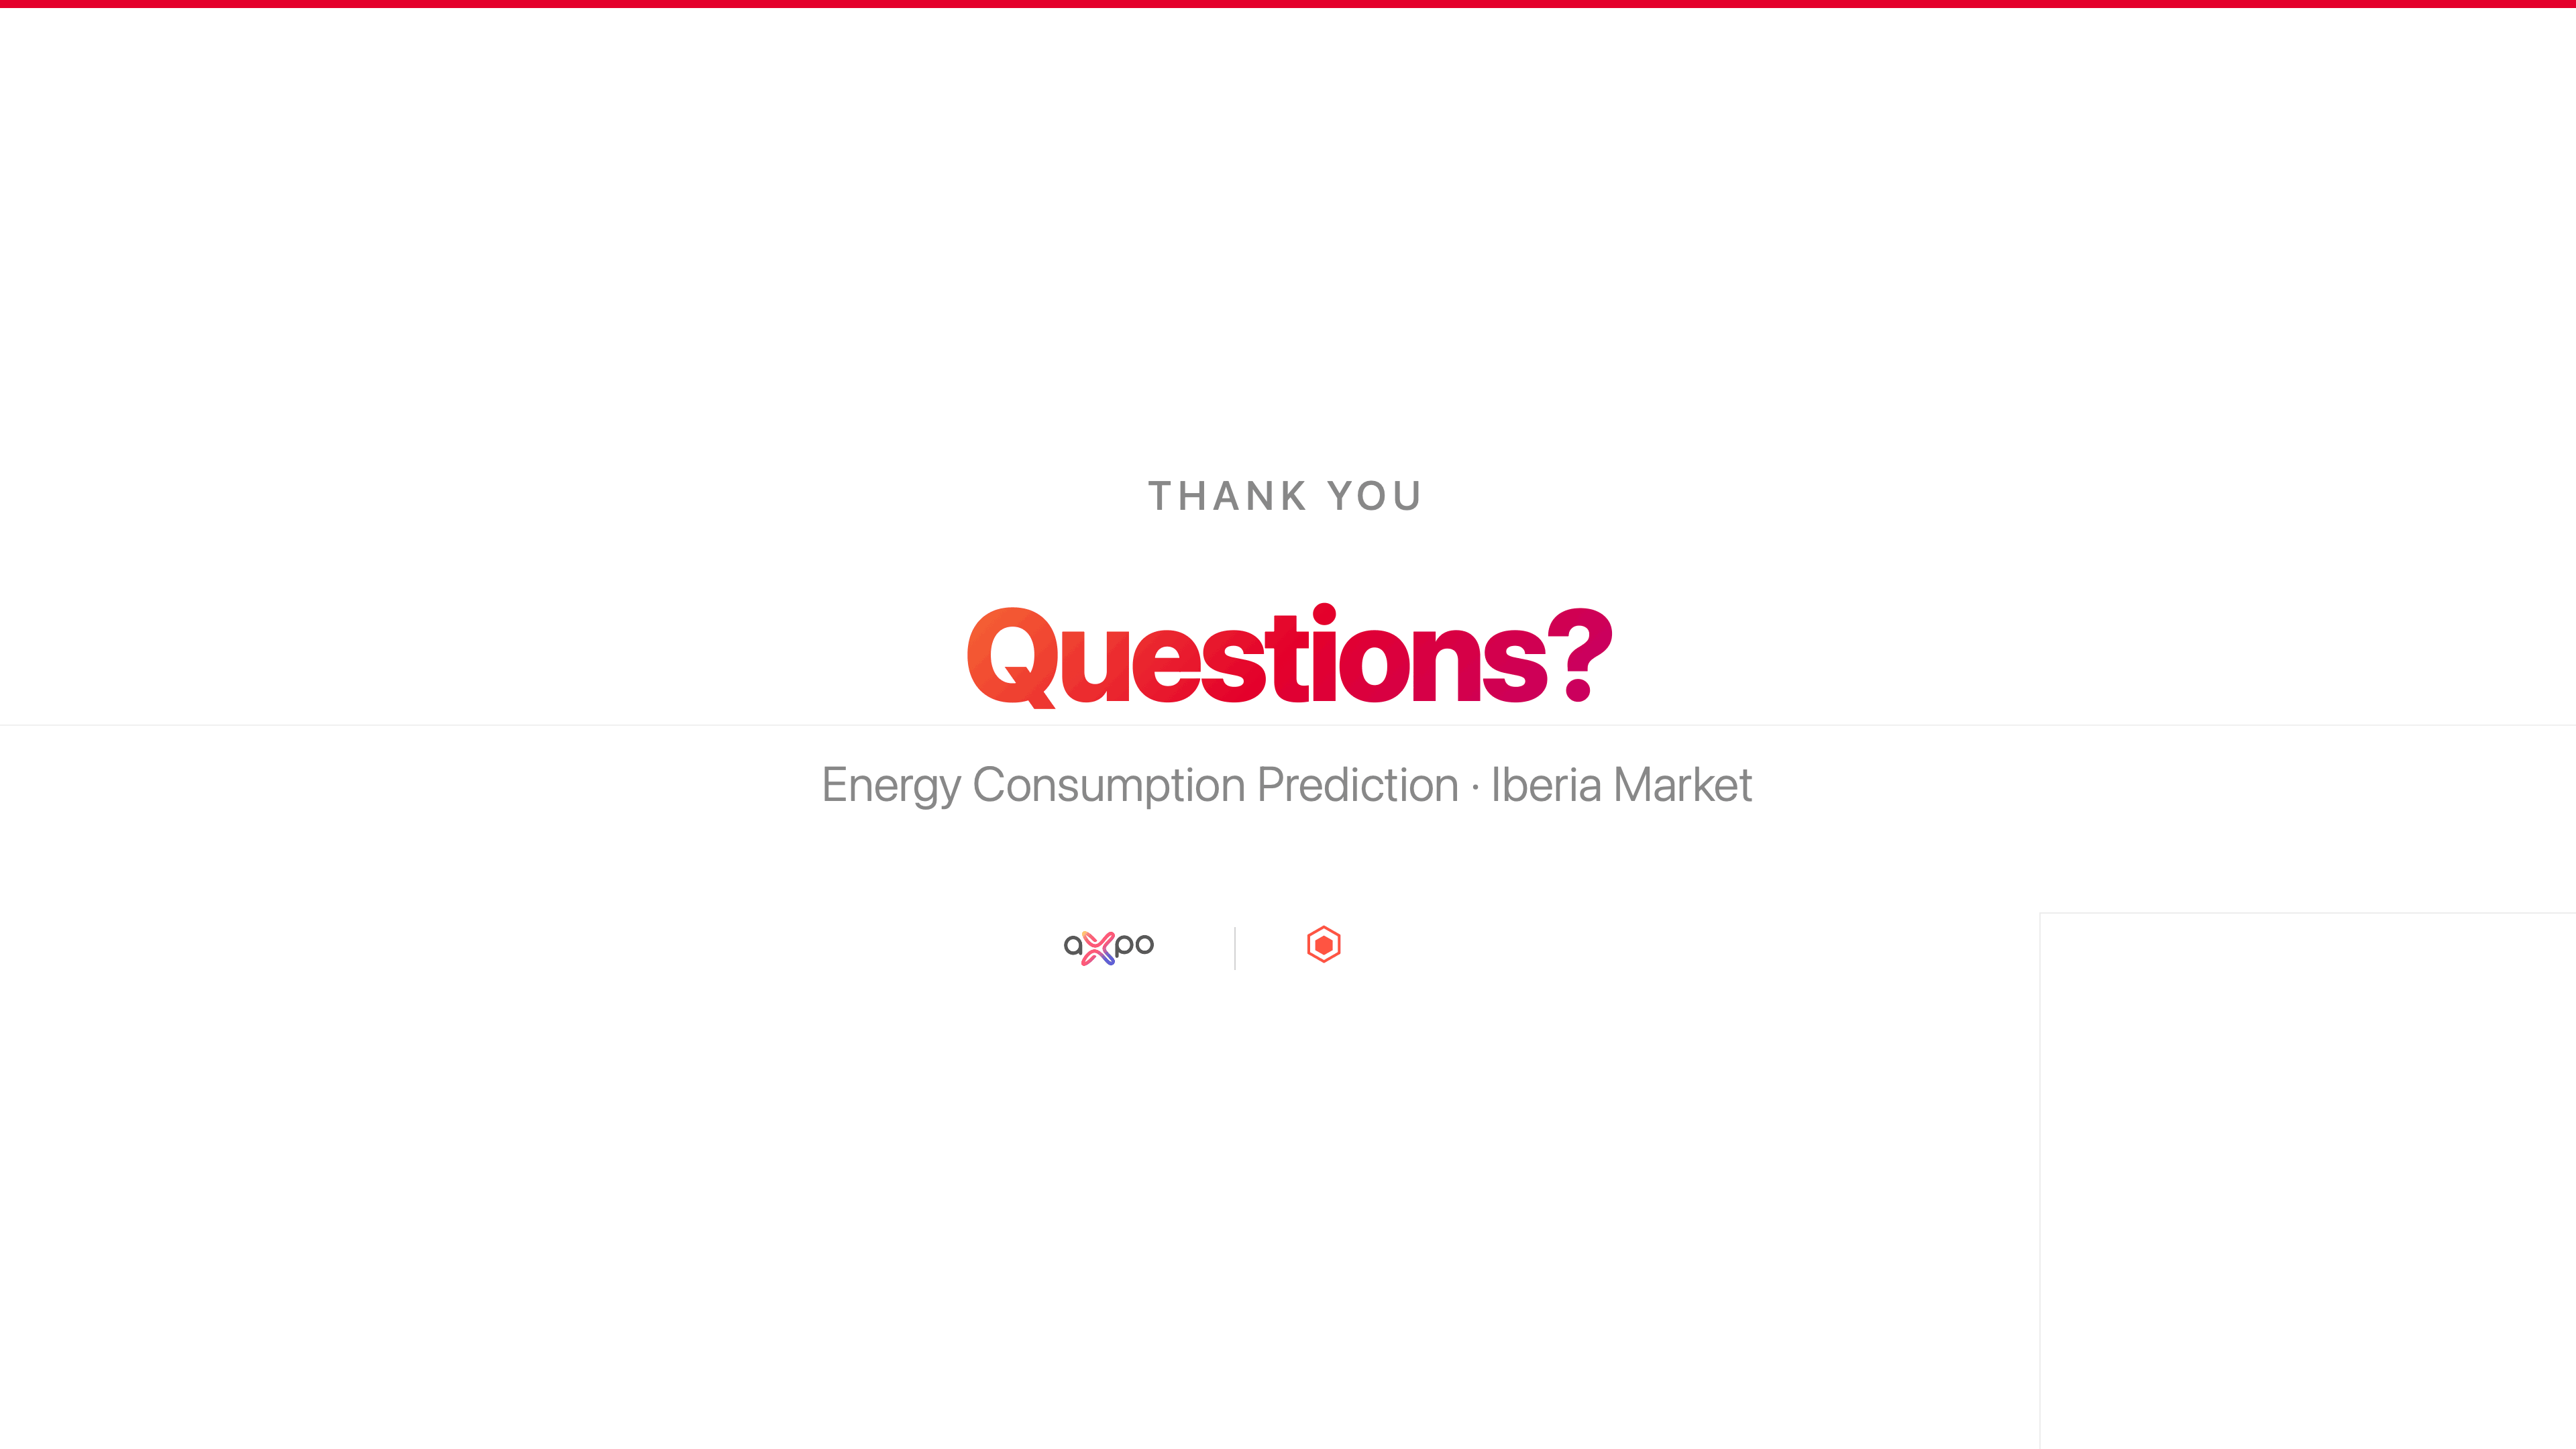 THANK YOU
Questions?
Energy Consumption Prediction · Iberia Market
axpo